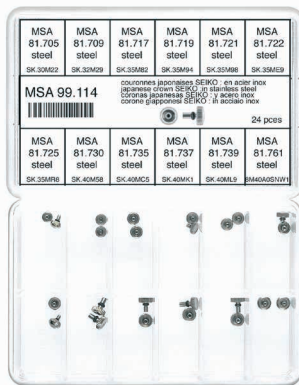 MSA MSA MSA MSA MSA MSA
81.705 81.709 81.717 81.719 81.721 81.722
steel steel steel steel steel steel
SK.30M22 SK.32M29 SK.35M82 SK.35M94 SK.35M98 SK.35ME9
MSA 99.114
couronnes japonaises SEIKO : en acier inox
japanese crown SEIKO :in stainless steel
coronas japanesas SEIKO : y acero inox
corone giapponesi SEIKO : in acciaio inox
24 pces
MSA MSA MSA MSA MSA MSA
81.725 81.730 81.735 81.737 81.739 81.761
steel steel steel steel steel steel
SK.35MR8 SK.40M58 SK.40MC5 SK.40MK1 SK.40ML9 8M40A0SNW1